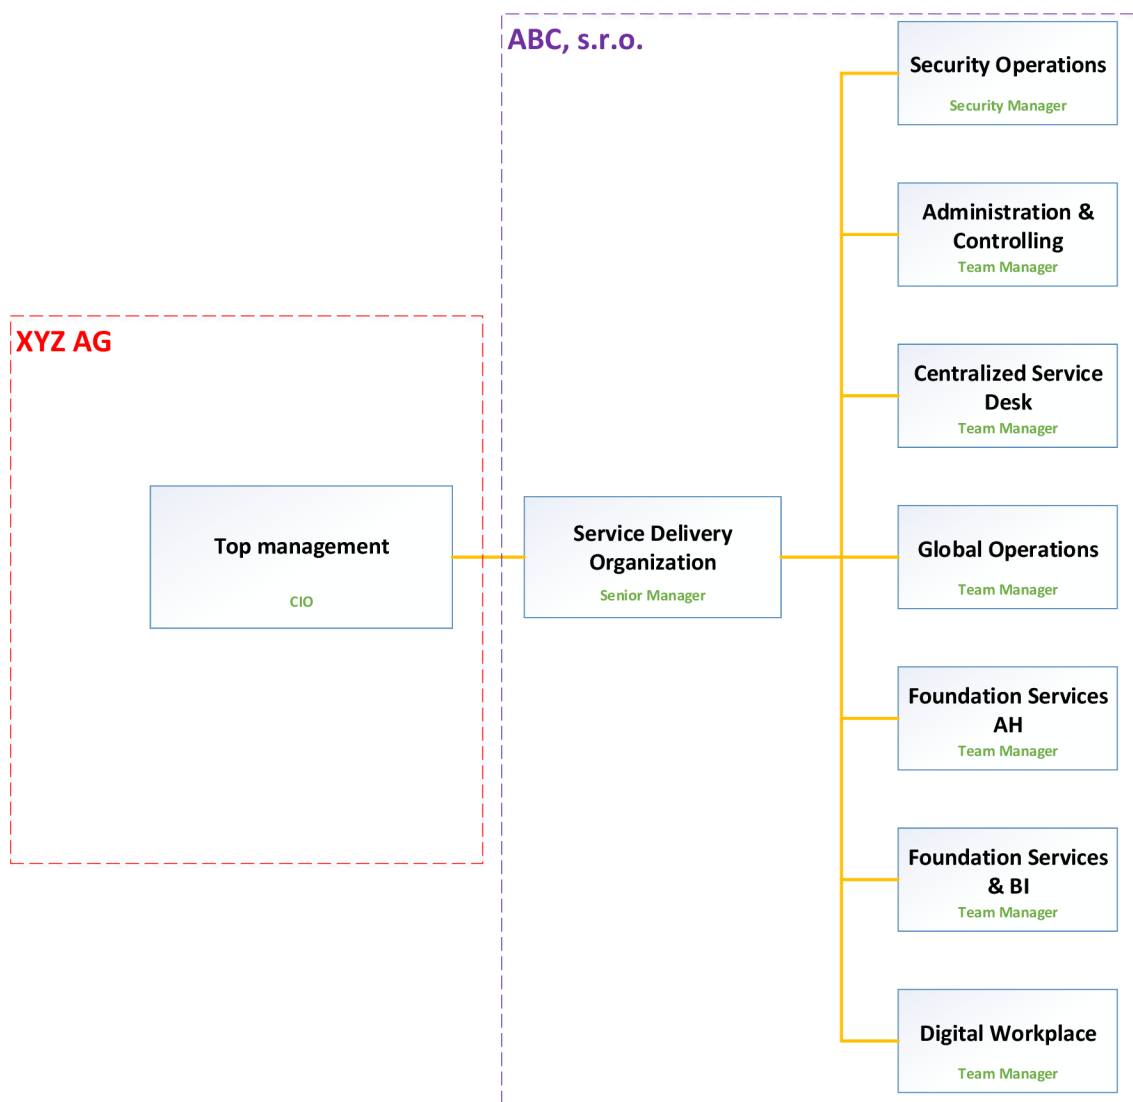 ABC, s.r.o.
Security Operations
Security Manager
Administration &
Controlling
Team Manager
XYZ AG
Centralized Service
Desk
Team Manager
Top management
CIO
Service Delivery
Organization
Senior Manager
Global Operations
Team Manager
Foundation Services
AH
Team Manager
Foundation Services
& BI
Team Manager
Digital Workplace
Team Manager